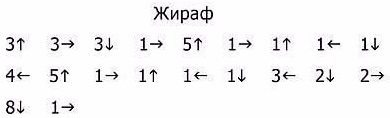 Жираф
3↑ 3→ 3↓ 1→ 5↑ 1→ 1↑ 1← 1↓
4← 5↑ 1→ 1↑ 1← 1↓ 3← 2↓ 2→
8↓ 1→